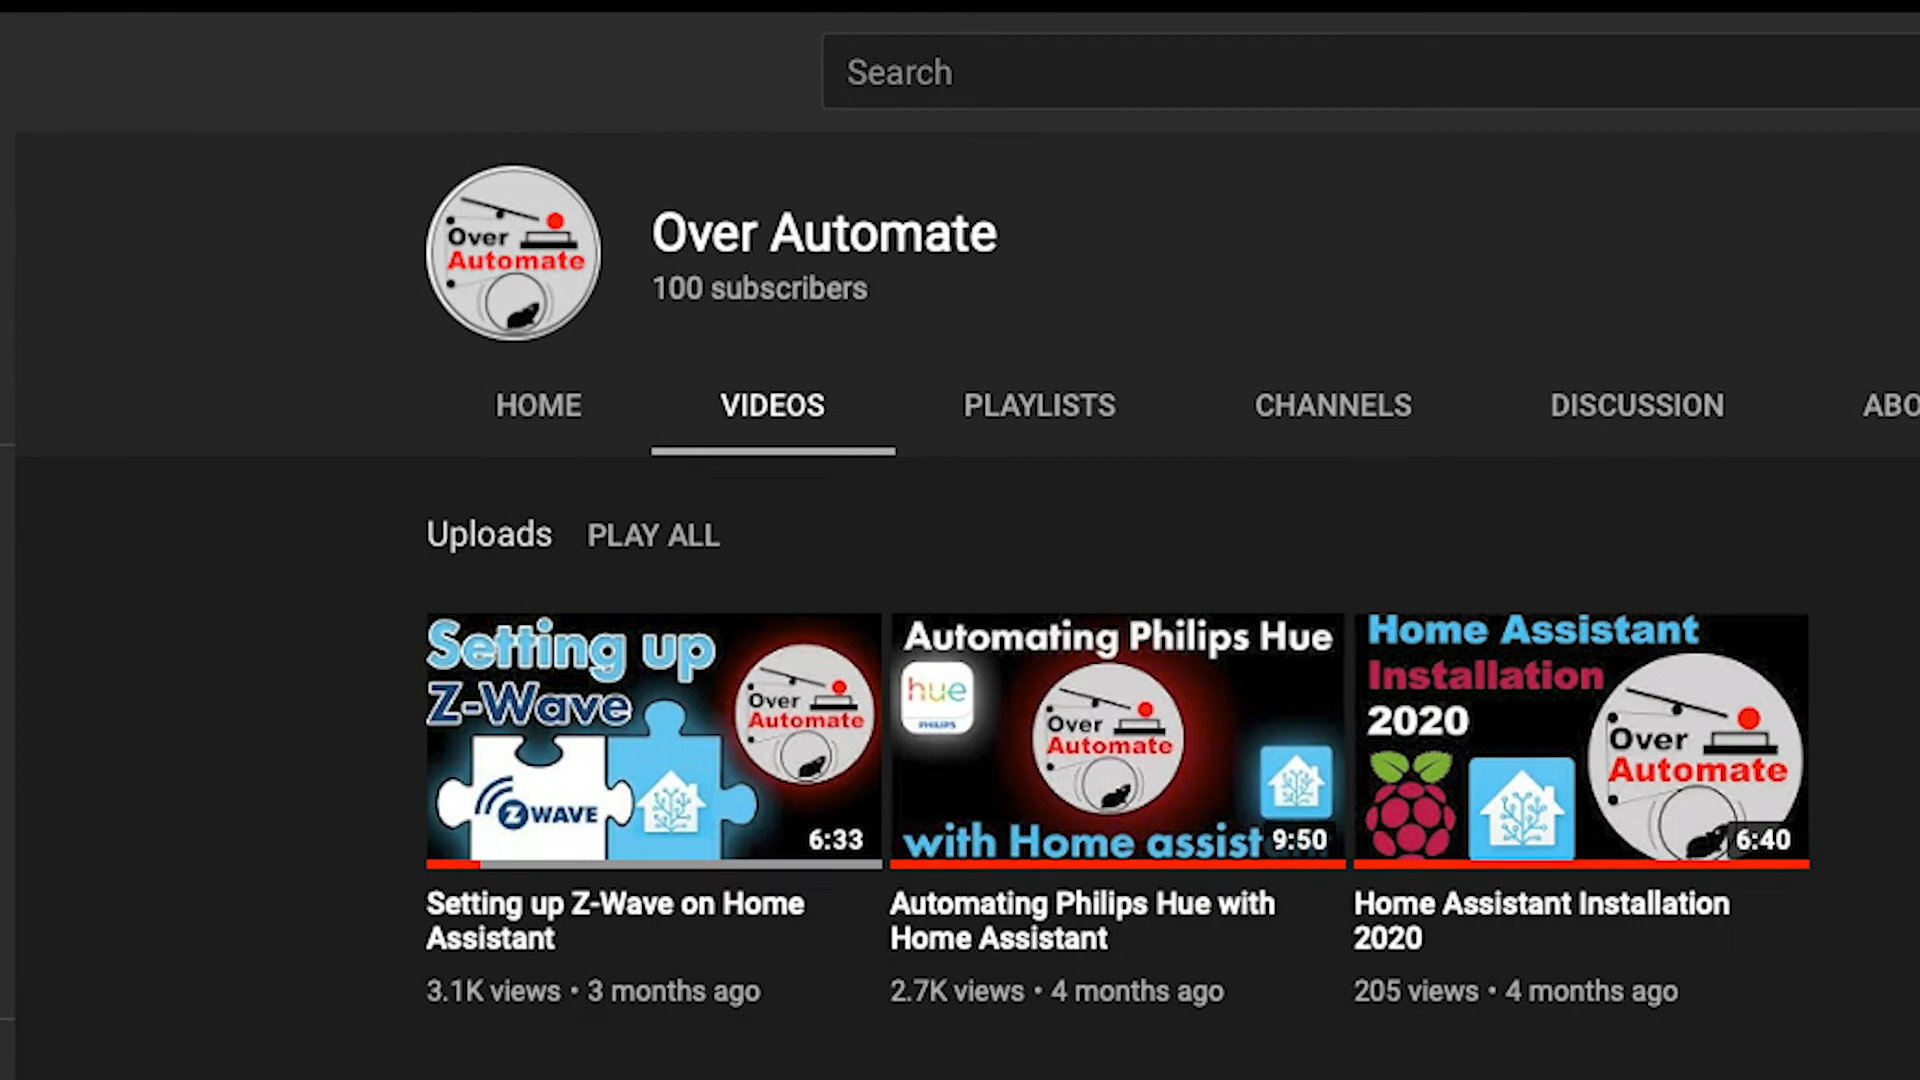 Search
Over
Automate
Over Automate
100 subscribers
HOME VIDEOS PLAYLISTS CHANNELS DISCUSSION ABO
Uploads PLAY ALL
Setting up
Z-Wave
Over
Automate
Z WAVE
6:33
Automating Philips Hue
hue
PHILIPS
Over
Automate
with Home assist
9:50
Home Assistant
Installation
2020
Over
Automate
6:40
Setting up Z-Wave on Home
Assistant
3.1K views • 3 months ago
Automating Philips Hue with
Home Assistant
2.7K views • 4 months ago
Home Assistant Installation
2020
205 views • 4 months ago